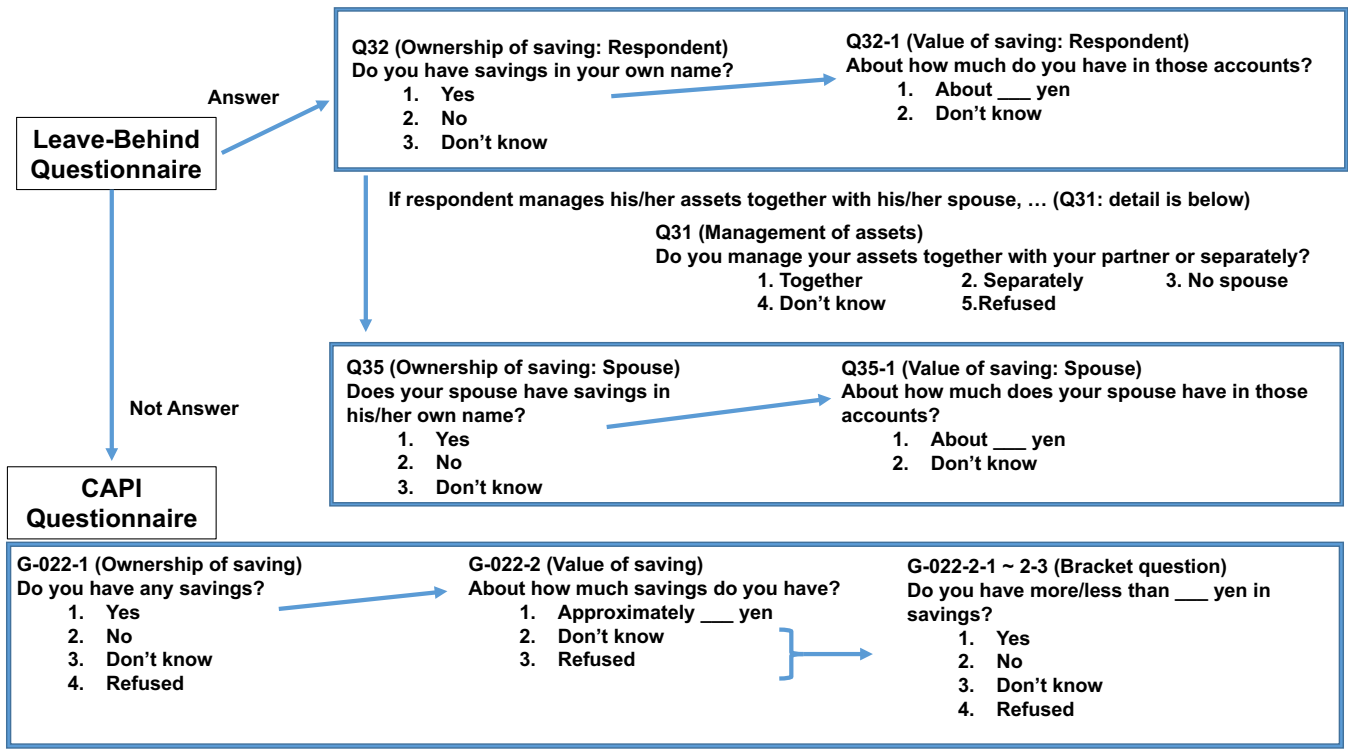 Answer
Leave-Behind
Questionnaire
Q32 (Ownership of saving: Respondent)
Do you have savings in your own name?
1. Yes
2. No
3. Don't know
Q32-1 (Value of saving: Respondent)
About how much do you have in those accounts?
1. About ___ yen
2. Don't know
If respondent manages his/her assets together with his/her spouse, … (Q31: detail is below)
Q31 (Management of assets)
Do you manage your assets together with your partner or separately?
1. Together 2. Separately 3. No spouse
4. Don't know 5.Refused
Q35 (Ownership of saving: Spouse)
Does your spouse have savings in
his/her own name?
1. Yes
2. No
3. Don't know
Q35-1 (Value of saving: Spouse)
About how much does your spouse have in those
accounts?
1. About ___ yen
2. Don't know
Not Answer
CAPI
Questionnaire
G-022-1 (Ownership of saving)
Do you have any savings?
1. Yes
2. No
3. Don't know
4. Refused
G-022-2 (Value of saving)
About how much savings do you have?
1. Approximately ___ yen
2. Don't know
3. Refused
G-022-2-1 ~ 2-3 (Bracket question)
Do you have more/less than ___ yen in
savings?
1. Yes
2. No
3. Don't know
4. Refused